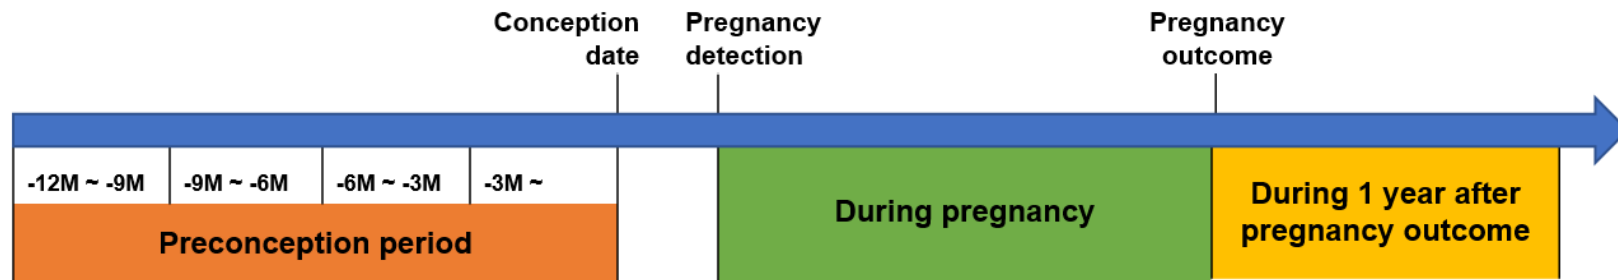 Conception
date
Pregnancy
detection
Pregnancy
outcome
-12M ~ -9M
-9M ~ -6M
-6M ~ -3M
-3M ~
Preconception period
During pregnancy
During 1 year after
pregnancy outcome